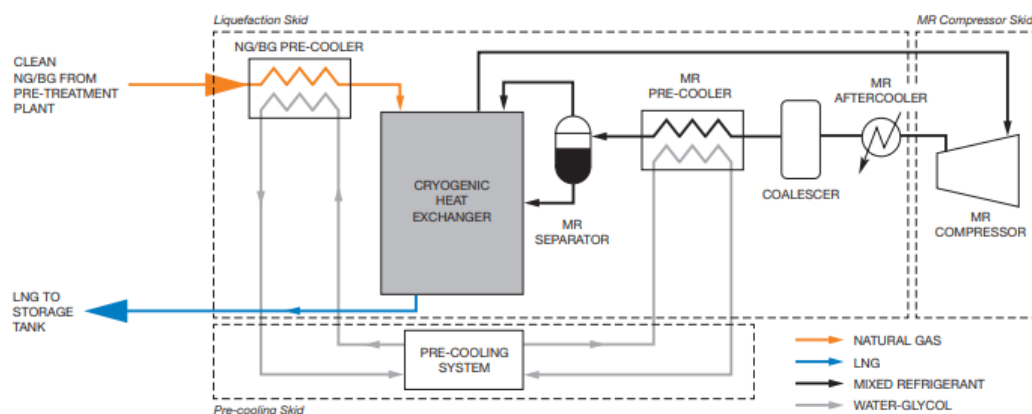 Liquefaction Skid
MR Compressor Skid
NG/BG PRE-COOLER
CLEAN
NG/BG FROM
PRE-TREATMENT
PLANT
MR
PRE-COOLER
MR
AFTERCOOLER
CRYOGENIC
HEAT
EXCHANGER
MR
SEPARATOR
COALESCER
MR
COMPRESSOR
LNG TO
STORAGE
TANK
PRE-COOLING
SYSTEM
NATURAL GAS
LNG
MIXED REFRIGERANT
WATER-GLYCOL
Pre-cooling Skid